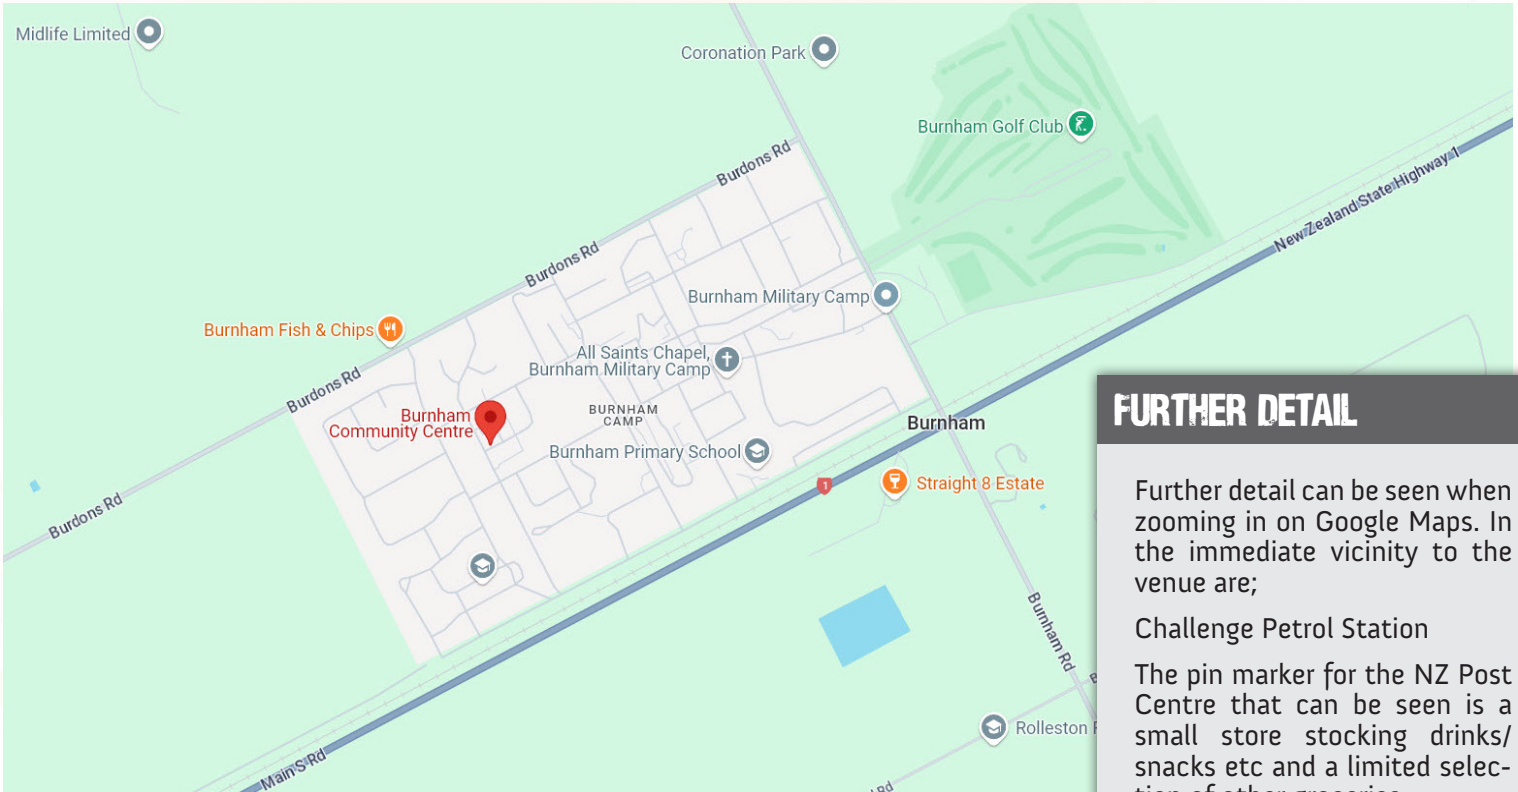 Midlife Limited
Coronation Park
Burnham Golf Club
Burdons Rd
New Zealand State Highway 1
Burdons Rd
Burnham Military Camp
Burnham Fish & Chips
All Saints Chapel,
Burnham Military Camp
Burdons Rd
BURNHAM
CAMP
Burnham
Community Centre
Burnham
Burnham Primary School
1
Straight 8 Estate
Burdons Rd
Burnham Rd
Rolleston
Main S Rd
Rd
FURTHER DETAIL
Further detail can be seen when
zooming in on Google Maps. In
the immediate vicinity to the
venue are;
Challenge Petrol Station
The pin marker for the NZ Post
Centre that can be seen is a
small store stocking drinks/
snacks etc and a limited selec-
tion of other groceries